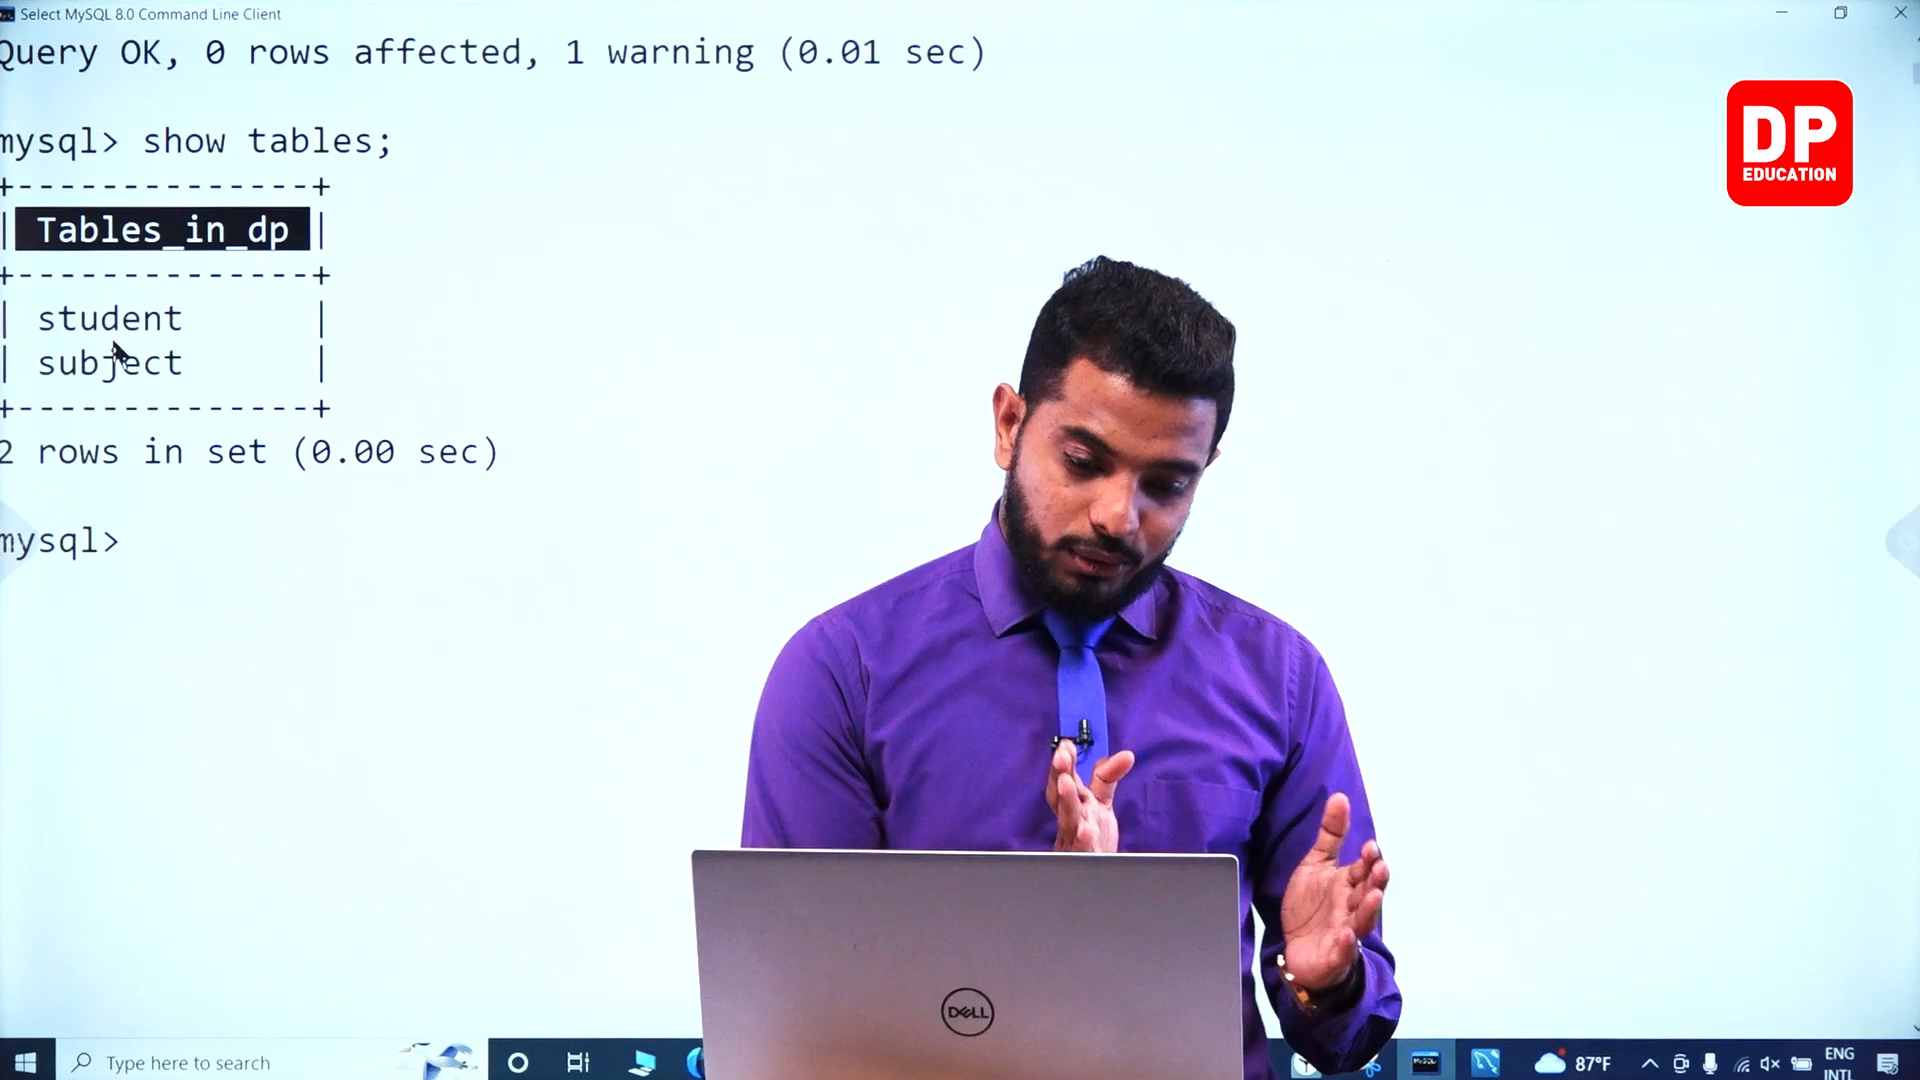 Select MySQL 8.0 Command Line Client
Query OK, 0 rows affected, 1 warning (0.01 sec)
mysql> show tables;
+--------------+
| Tables_in_dp |
+--------------+
| student |
| subject |
+--------------+
2 rows in set (0.00 sec)
mysql>
DP
EDUCATION
DELL
Type here to search
87°F
ENG
INTL